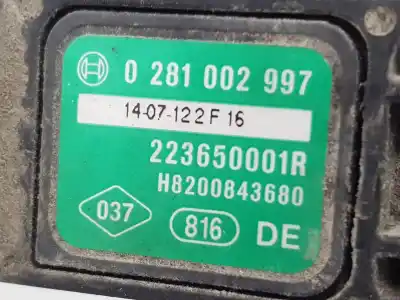 0 281 002 997
14-07-12 2 F 16
223650001R
H8200843680
037 816 DE